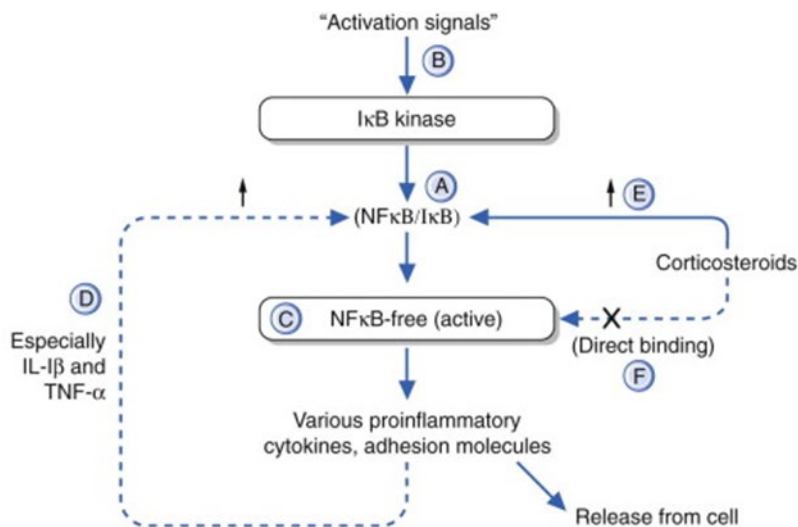 “Activation signals”
B
IκB kinase
A
E
(NFκB/IκB)
Corticosteroids
D
C NFκB-free (active)
X
Especially
IL-Iβ and
TNF-α
(Direct binding)
F
Various proinflammatory
cytokines, adhesion molecules
Release from cell